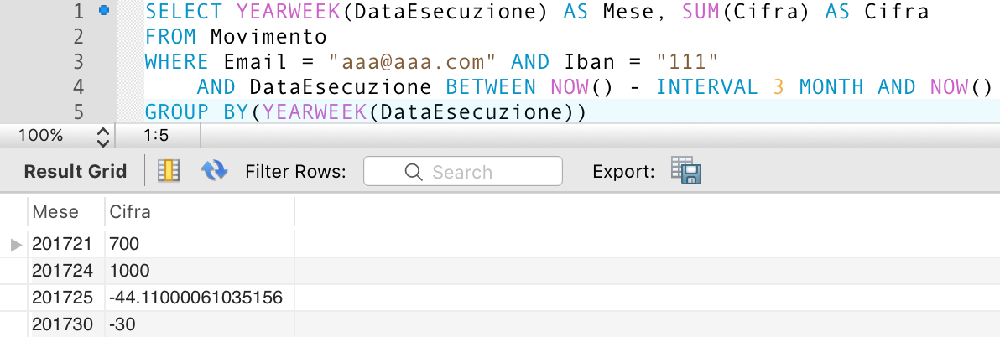 1 SELECT YEARWEEK(DataEsecuzione) AS Mese, SUM(Cifra) AS Cifra
2 FROM Movimento
3 WHERE Email = "aaa@aaa.com" AND Iban = "111"
4 AND DataEsecuzione BETWEEN NOW() - INTERVAL 3 MONTH AND NOW()
5 GROUP BY(YEARWEEK(DataEsecuzione))
100% 1:5
Result Grid Filter Rows: Search Export:
Mese Cifra
201721 700
201724 1000
201725 -44.11000061035156
201730 -30